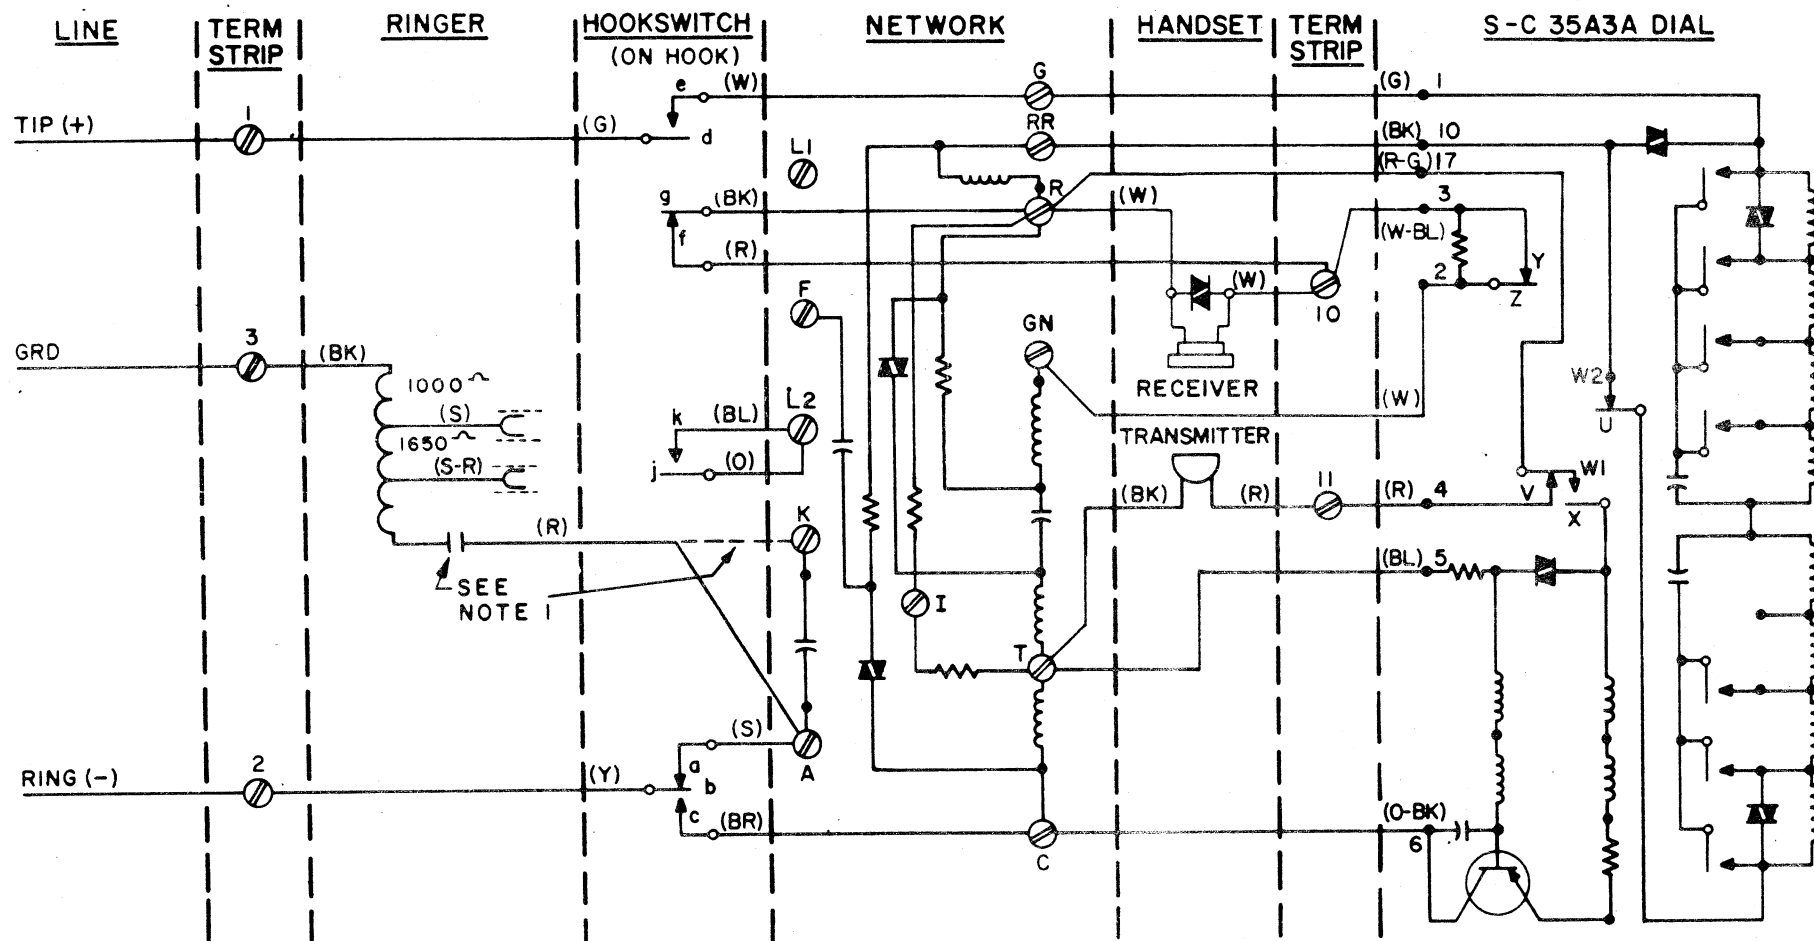 LINE
TERM
STRIP
RINGER
HOOKSWITCH
(ON HOOK)
NETWORK
HANDSET
TERM
STRIP
S-C 35A3A DIAL
TIP (+)
1
(G)
e
(W)
d
G
(G)
1
RR
(BK)
10
L1
(R-G)
17
R
g
(BK)
(W)
3
f
(W-BL)
(R)
2
Y
Z
F
(W)
10
GN
GRD
3
(BK)
1000
(S)
1650
(S-R)
k
(BL)
L2
j
(O)
RECEIVER
(W)
W2
U
TRANSMITTER
(BK)
(R)
11
(R)
4
V
W1
X
K
(R)
SEE
NOTE 1
(BL)
5
I
T
RING (-)
2
(Y)
(S)
a
b
c
A
(BR)
C
(O-BK)
6